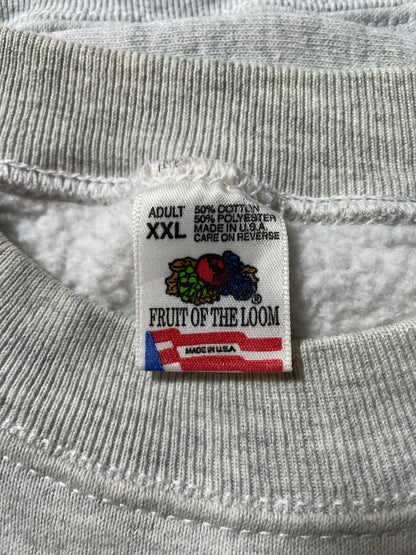 ADULT
XXL
50% COTTON
50% POLYESTER
MADE IN U.S.A.
CARE ON REVERSE
®
FRUIT OF THE LOOM
MADE IN U.S.A.